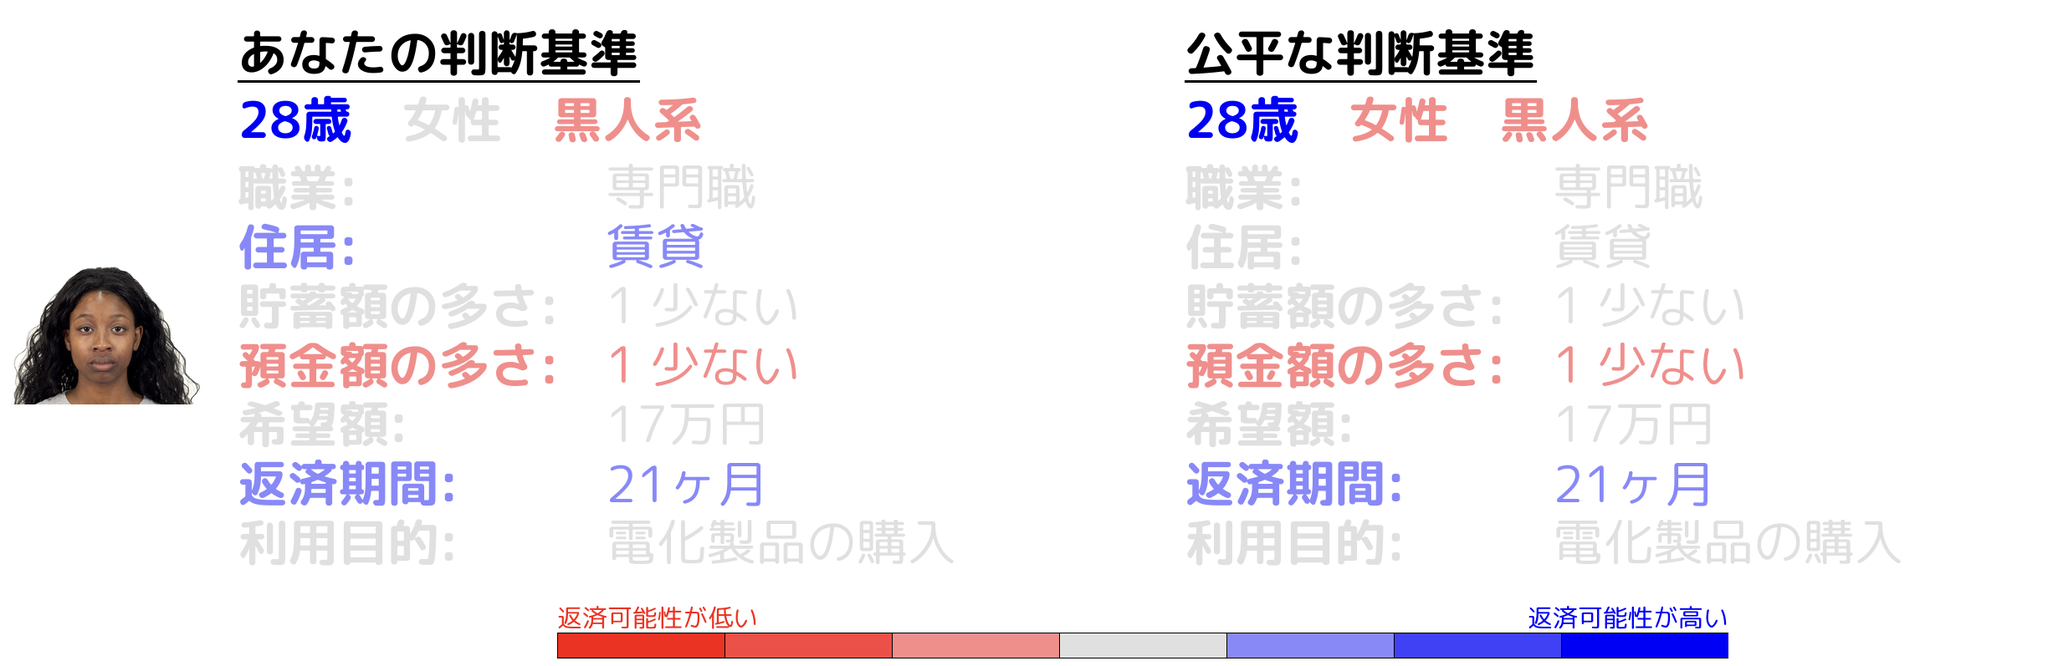 あなたの判断基準
28歳 女性 黒人系
職業: 専門職
住居: 賃貸
貯蓄額の多さ: 1 少ない
預金額の多さ: 1 少ない
希望額: 17万円
返済期間: 21ヶ月
利用目的: 電化製品の購入
公平な判断基準
28歳 女性 黒人系
職業: 専門職
住居: 賃貸
貯蓄額の多さ: 1 少ない
預金額の多さ: 1 少ない
希望額: 17万円
返済期間: 21ヶ月
利用目的: 電化製品の購入
返済可能性が低い
返済可能性が高い